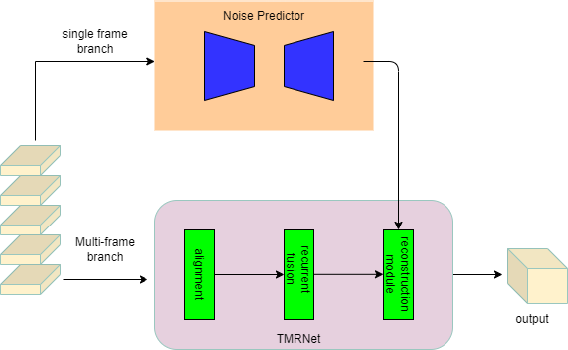 Noise Predictor
single frame
branch
Multi-frame
branch
alignment
recurrent
fusion
reconstruction
module
TMRNet
output